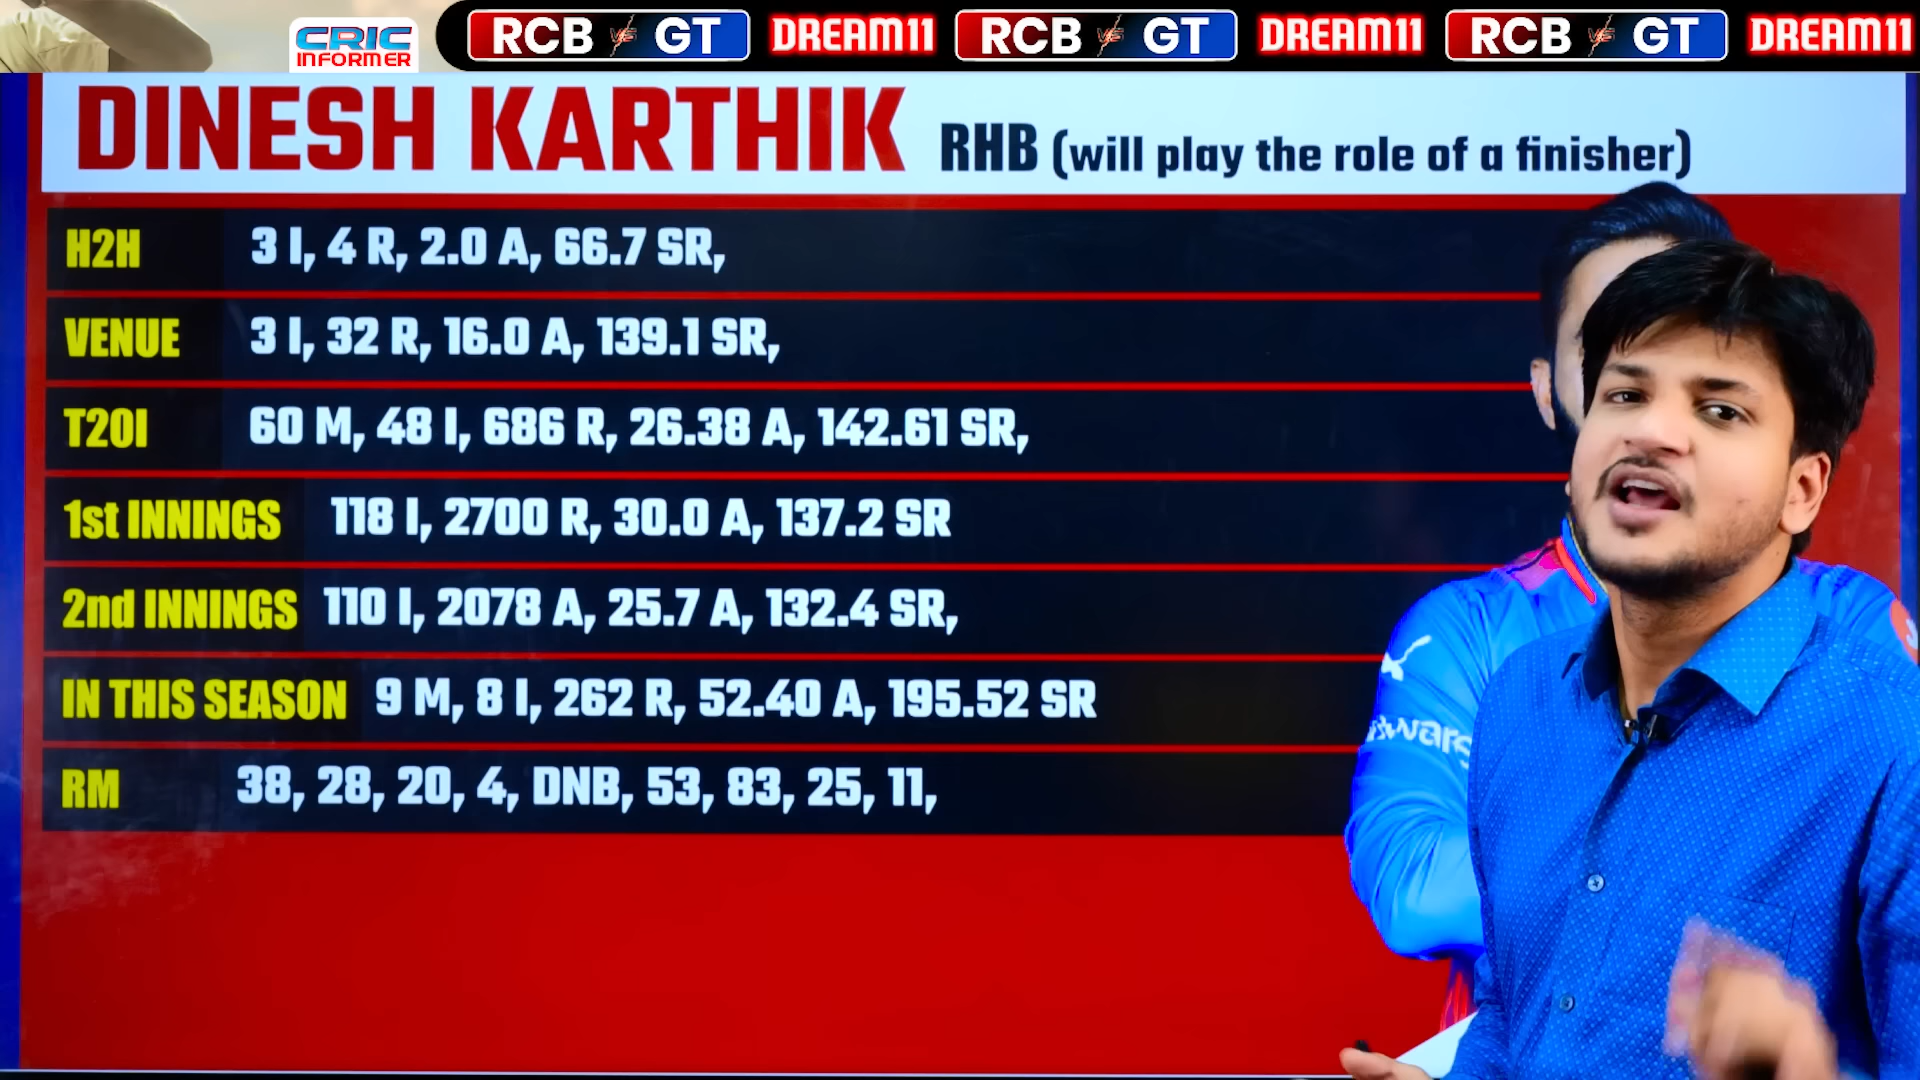 CRIC
INFORMER
RCB VS GT DREAM11 RCB VS GT DREAM11 RCB VS GT DREAM11
DINESH KARTHIK RHB (will play the role of a finisher)
H2H 3 I, 4 R, 2.0 A, 66.7 SR,
VENUE 3 I, 32 R, 16.0 A, 139.1 SR,
T20I 60 M, 48 I, 686 R, 26.38 A, 142.61 SR,
1st INNINGS 118 I, 2700 R, 30.0 A, 137.2 SR
2nd INNINGS 110 I, 2078 A, 25.7 A, 132.4 SR,
IN THIS SEASON 9 M, 8 I, 262 R, 52.40 A, 195.52 SR
RM 38, 28, 20, 4, DNB, 53, 83, 25, 11,